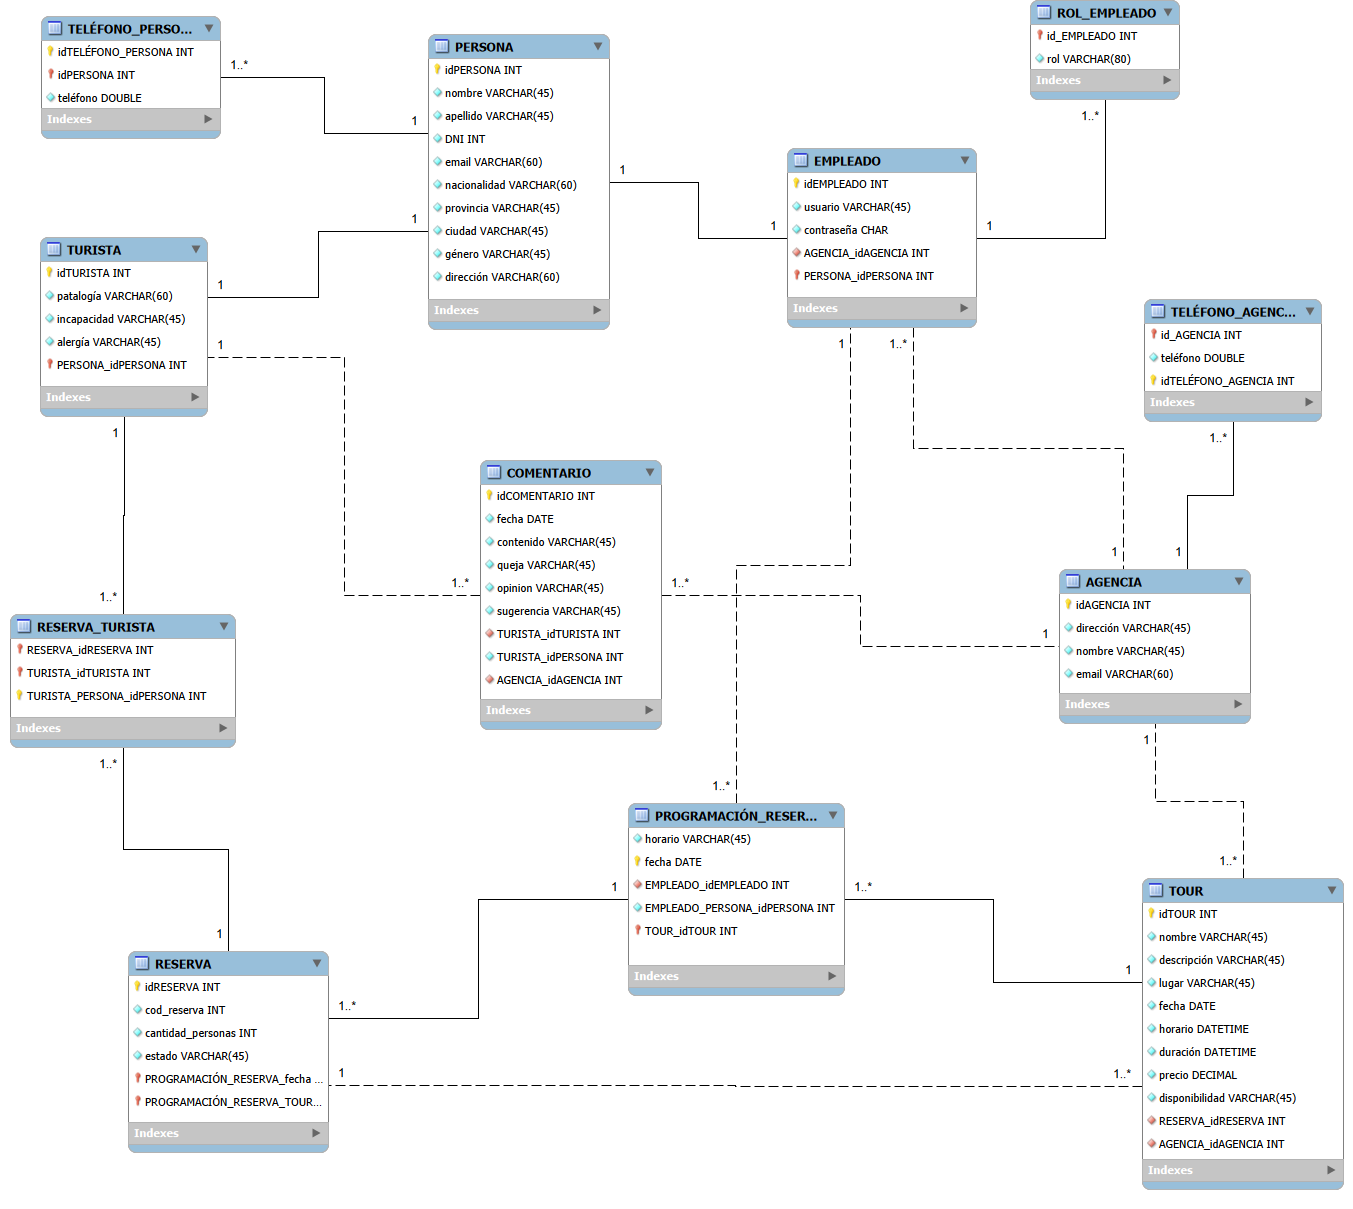 TELÉFONO_PERSO...
idTELÉFONO_PERSONA INT
idPERSONA INT
teléfono DOUBLE
Indexes
1..*
1
PERSONA
idPERSONA INT
nombre VARCHAR(45)
apellido VARCHAR(45)
DNI INT
email VARCHAR(60)
nacionalidad VARCHAR(60)
provincia VARCHAR(45)
ciudad VARCHAR(45)
género VARCHAR(45)
dirección VARCHAR(60)
Indexes
1
1
1
ROL_EMPLEADO
id_EMPLEADO INT
rol VARCHAR(80)
Indexes
1..*
EMPLEADO
idEMPLEADO INT
usuario VARCHAR(45)
contraseña CHAR
AGENCIA_idAGENCIA INT
PERSONA_idPERSONA INT
Indexes
1
1
1..*
TURISTA
idTURISTA INT
patalogía VARCHAR(60)
incapacidad VARCHAR(45)
alergía VARCHAR(45)
PERSONA_idPERSONA INT
Indexes
1
1
1
TELÉFONO_AGENC...
id_AGENCIA INT
teléfono DOUBLE
idTELÉFONO_AGENCIA INT
Indexes
1..*
COMENTARIO
idCOMENTARIO INT
fecha DATE
contenido VARCHAR(45)
queja VARCHAR(45)
opinion VARCHAR(45)
sugerencia VARCHAR(45)
TURISTA_idTURISTA INT
TURISTA_idPERSONA INT
AGENCIA_idAGENCIA INT
Indexes
1..*
1..*
1
1
AGENCIA
idAGENCIA INT
dirección VARCHAR(45)
nombre VARCHAR(45)
email VARCHAR(60)
Indexes
1
1
1..*
RESERVA_TURISTA
RESERVA_idRESERVA INT
TURISTA_idTURISTA INT
TURISTA_PERSONA_idPERSONA INT
Indexes
1..*
1..*
PROGRAMACIÓN_RESER...
horario VARCHAR(45)
fecha DATE
EMPLEADO_idEMPLEADO INT
EMPLEADO_PERSONA_idPERSONA INT
TOUR_idTOUR INT
Indexes
1
1..*
1..*
TOUR
idTOUR INT
nombre VARCHAR(45)
descripción VARCHAR(45)
lugar VARCHAR(45)
fecha DATE
horario DATETIME
duración DATETIME
precio DECIMAL
disponibilidad VARCHAR(45)
RESERVA_idRESERVA INT
AGENCIA_idAGENCIA INT
Indexes
1
1..*
1
RESERVA
idRESERVA INT
cod_reserva INT
cantidad_personas INT
estado VARCHAR(45)
PROGRAMACIÓN_RESERVA_fecha ...
PROGRAMACIÓN_RESERVA_TOUR...
Indexes
1..*
1